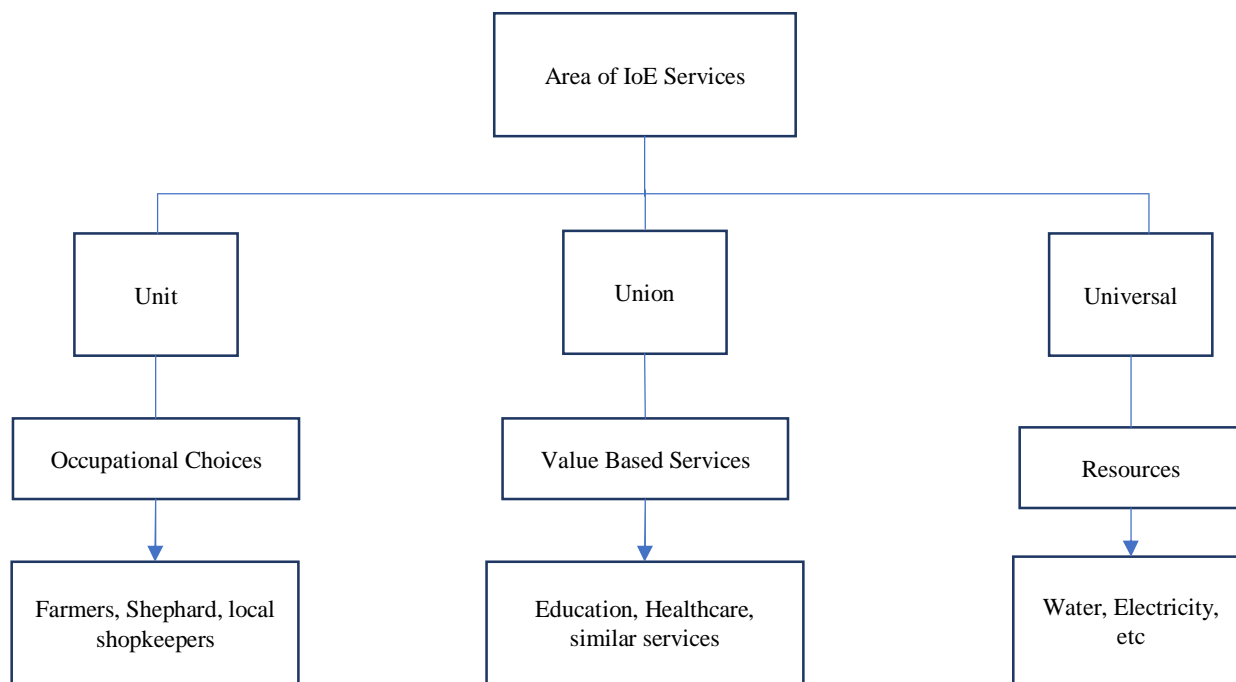 Area of IoE Services
Unit
Union
Universal
Occupational Choices
Value Based Services
Resources
Farmers, Shephard, local
shopkeepers
Education, Healthcare,
similar services
Water, Electricity,
etc